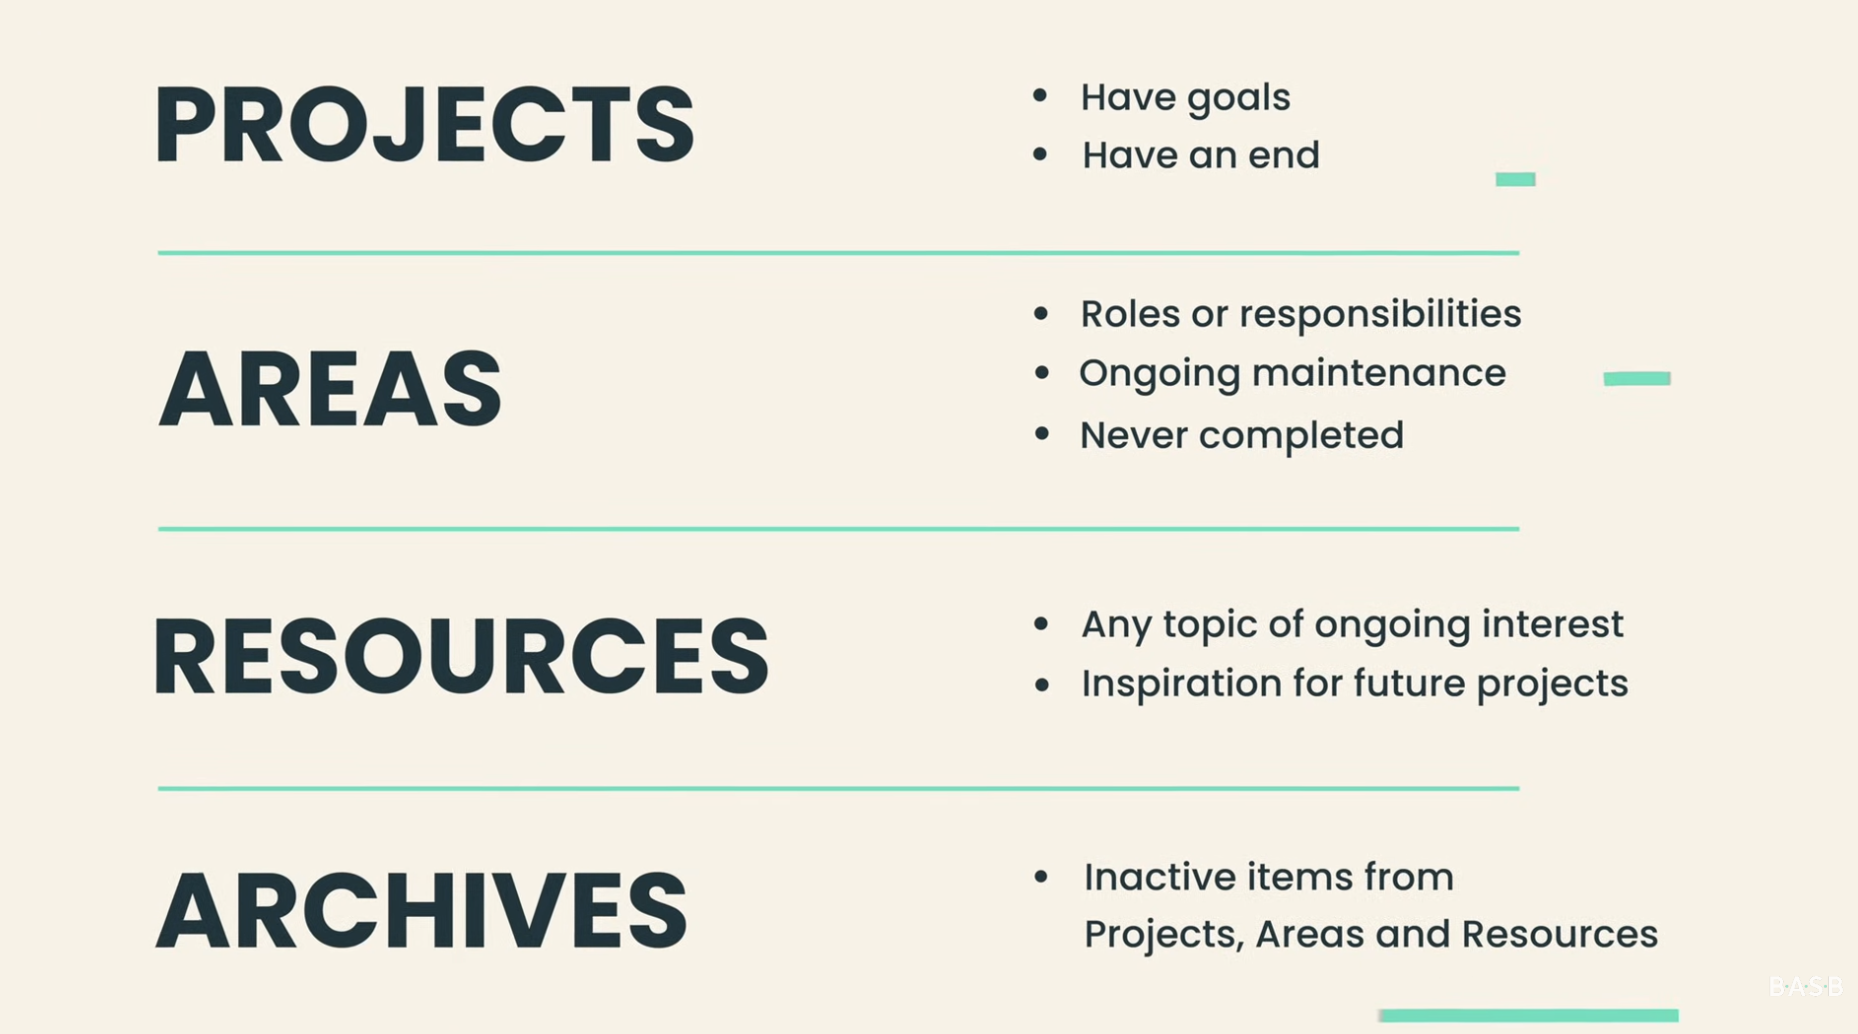 PROJECTS
• Have goals
• Have an end
AREAS
• Roles or responsibilities
• Ongoing maintenance
• Never completed
RESOURCES
• Any topic of ongoing interest
• Inspiration for future projects
ARCHIVES
• Inactive items from
Projects, Areas and Resources
B·A·S·B